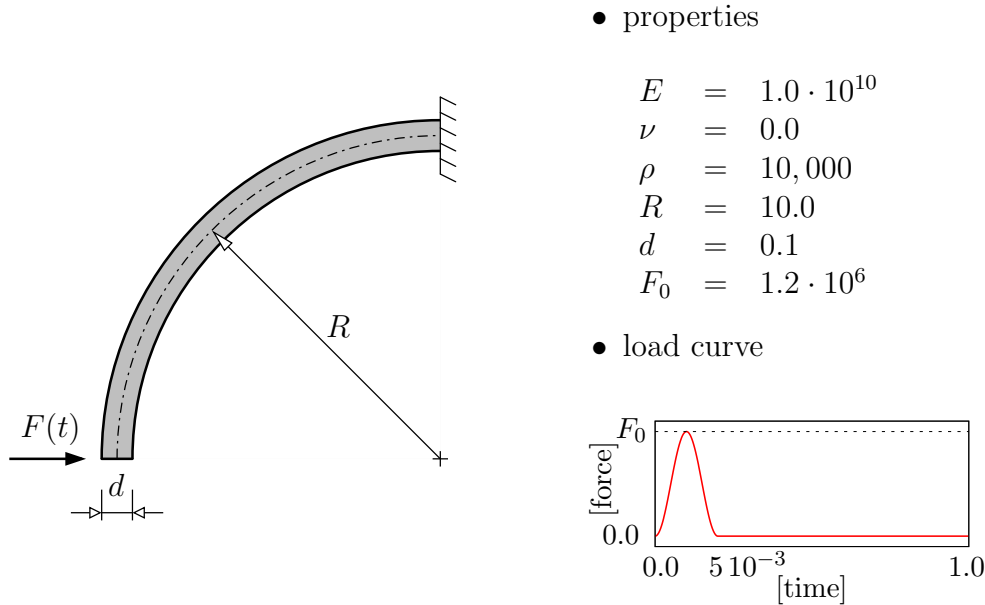 • properties
E = 1.0 · 10^10
ν = 0.0
ρ = 10, 000
R = 10.0
d = 0.1
F_0 = 1.2 · 10^6
• load curve
R
F(t)
d
F_0
[force]
0.0
0.0 5 10^−3 1.0
[time]